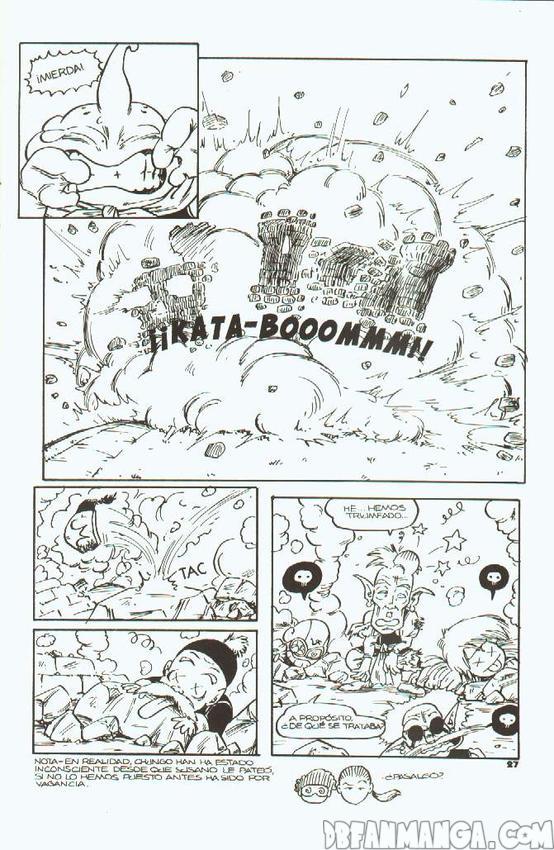 ¡MIERDA!
¡¡KATA-BOOOMMM!!
TAC
HE... HEMOS
TRIUNFADO...
A PROPÓSITO,
¿DE QUÉ SE TRATABA?
27
NOTA-EN REALIDAD, CHUNGO HAN HA ESTADO
INCONSCIENTE DESDE QUE SUSANO LE PATEÓ,
SI NO LO HEMOS PUESTO ANTES HA SIDO POR
VAGANCIA.
¿PASALGO?
DBFANMANGA.COM